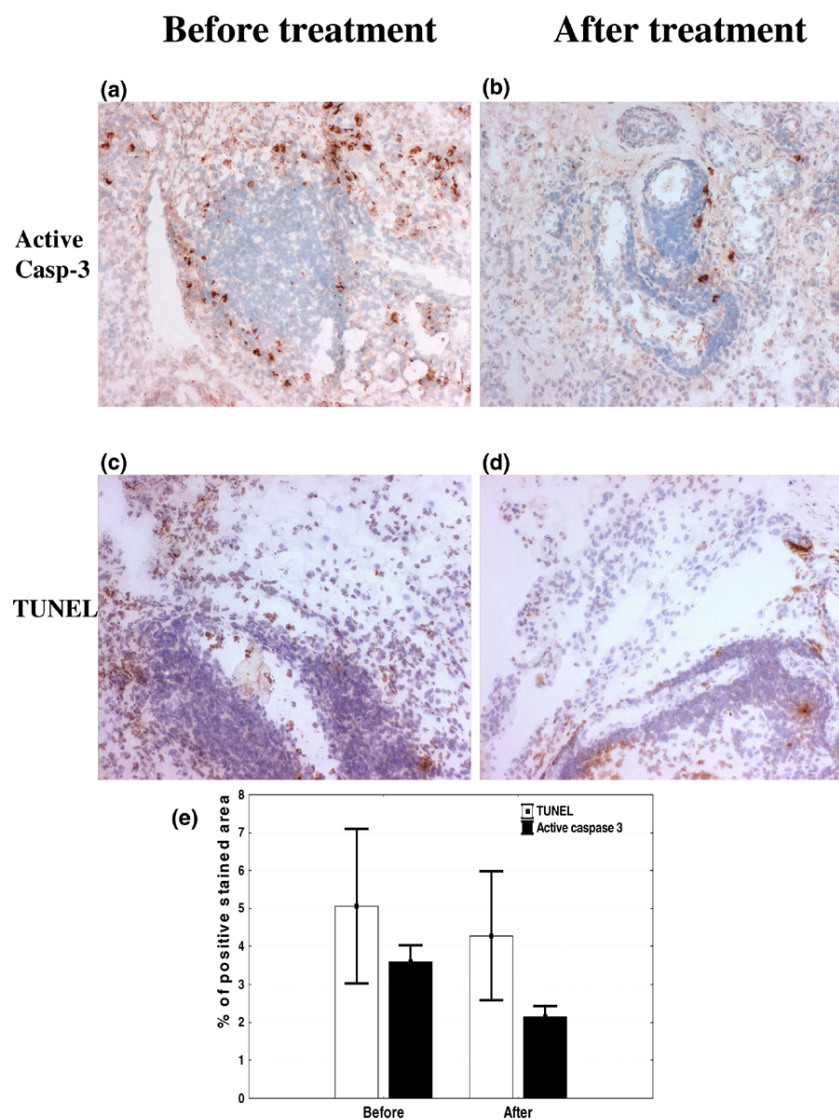 Before treatment
After treatment
(a)
(b)
Active
Casp-3
(c)
(d)
TUNEL
(e)
% of positive stained area
8
7
6
5
4
3
2
1
0
TUNEL
Active caspase 3
Before
After